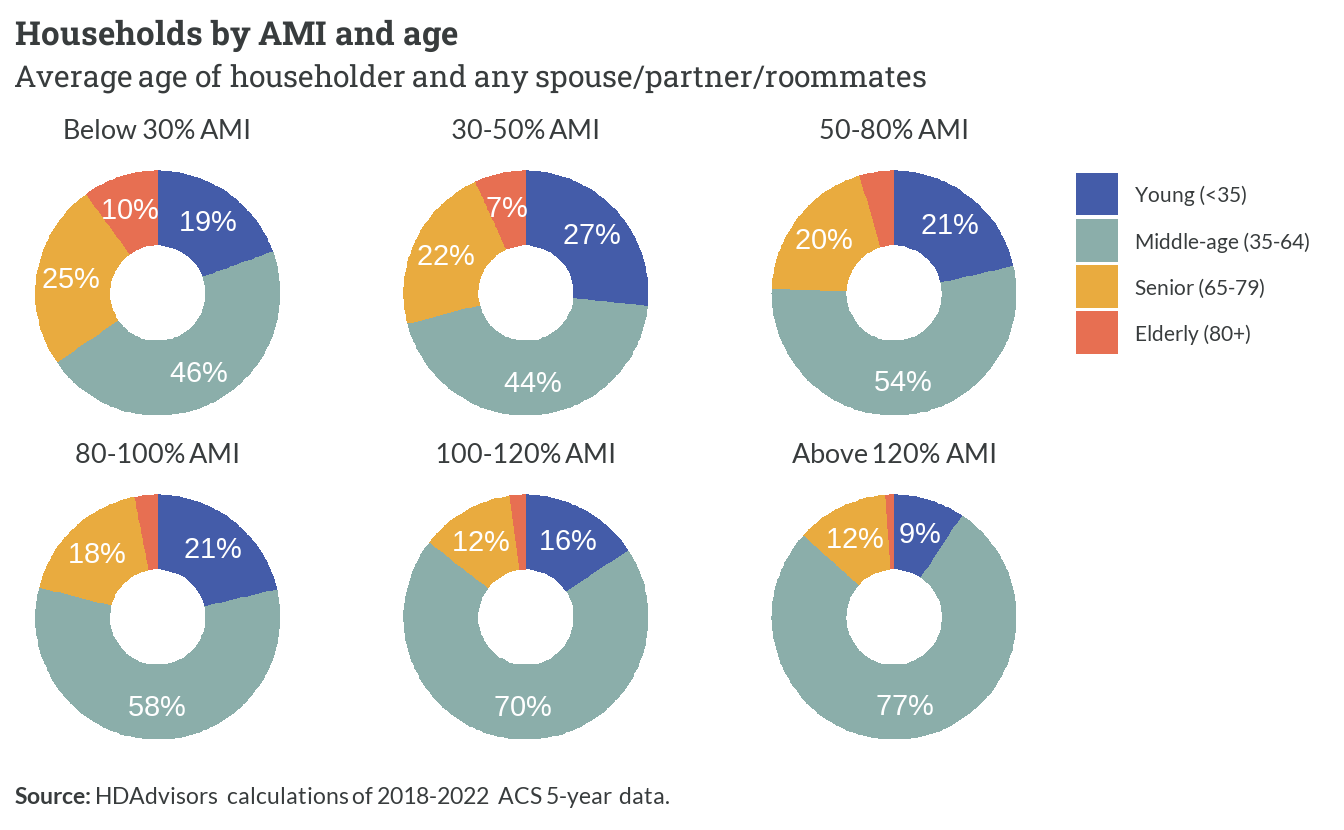 Households by AMI and age
Average age of householder and any spouse/partner/roommates
Below 30% AMI
10%
19%
25%
46%
30-50% AMI
7%
27%
22%
44%
50-80% AMI
20%
21%
54%
Young (<35)
Middle-age (35-64)
Senior (65-79)
Elderly (80+)
80-100% AMI
18%
21%
58%
100-120% AMI
12%
16%
70%
Above 120% AMI
12%
9%
77%
Source: HDAdvisors calculations of 2018-2022 ACS 5-year data.